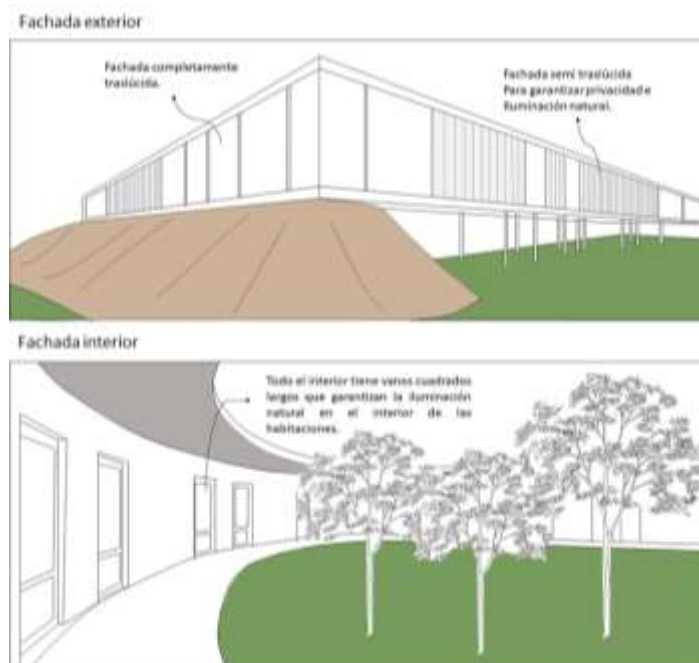 Fachada exterior
Fachada completamente
traslúcida.
Fachada semi traslúcida
Para garantizar privacidad e
iluminación natural.
Fachada interior
Todo el interior tiene vanos cuadrados
largos que garantizan la iluminación
natural en el interior de las
habitaciones.